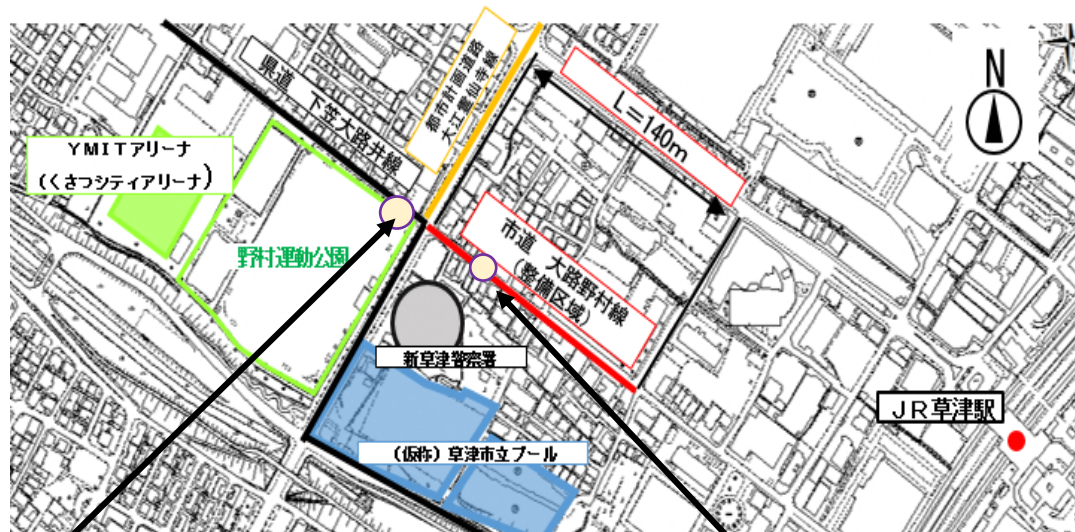 N
県道 下笠大路井線
都市計画道路
大江霊仙寺線
L=140m
YMITアリーナ
(くさつシティアリーナ)
野村運動公園
市道 大路野村線
(整備区域)
新草津警察署
(仮称)草津市立プール
JR草津駅